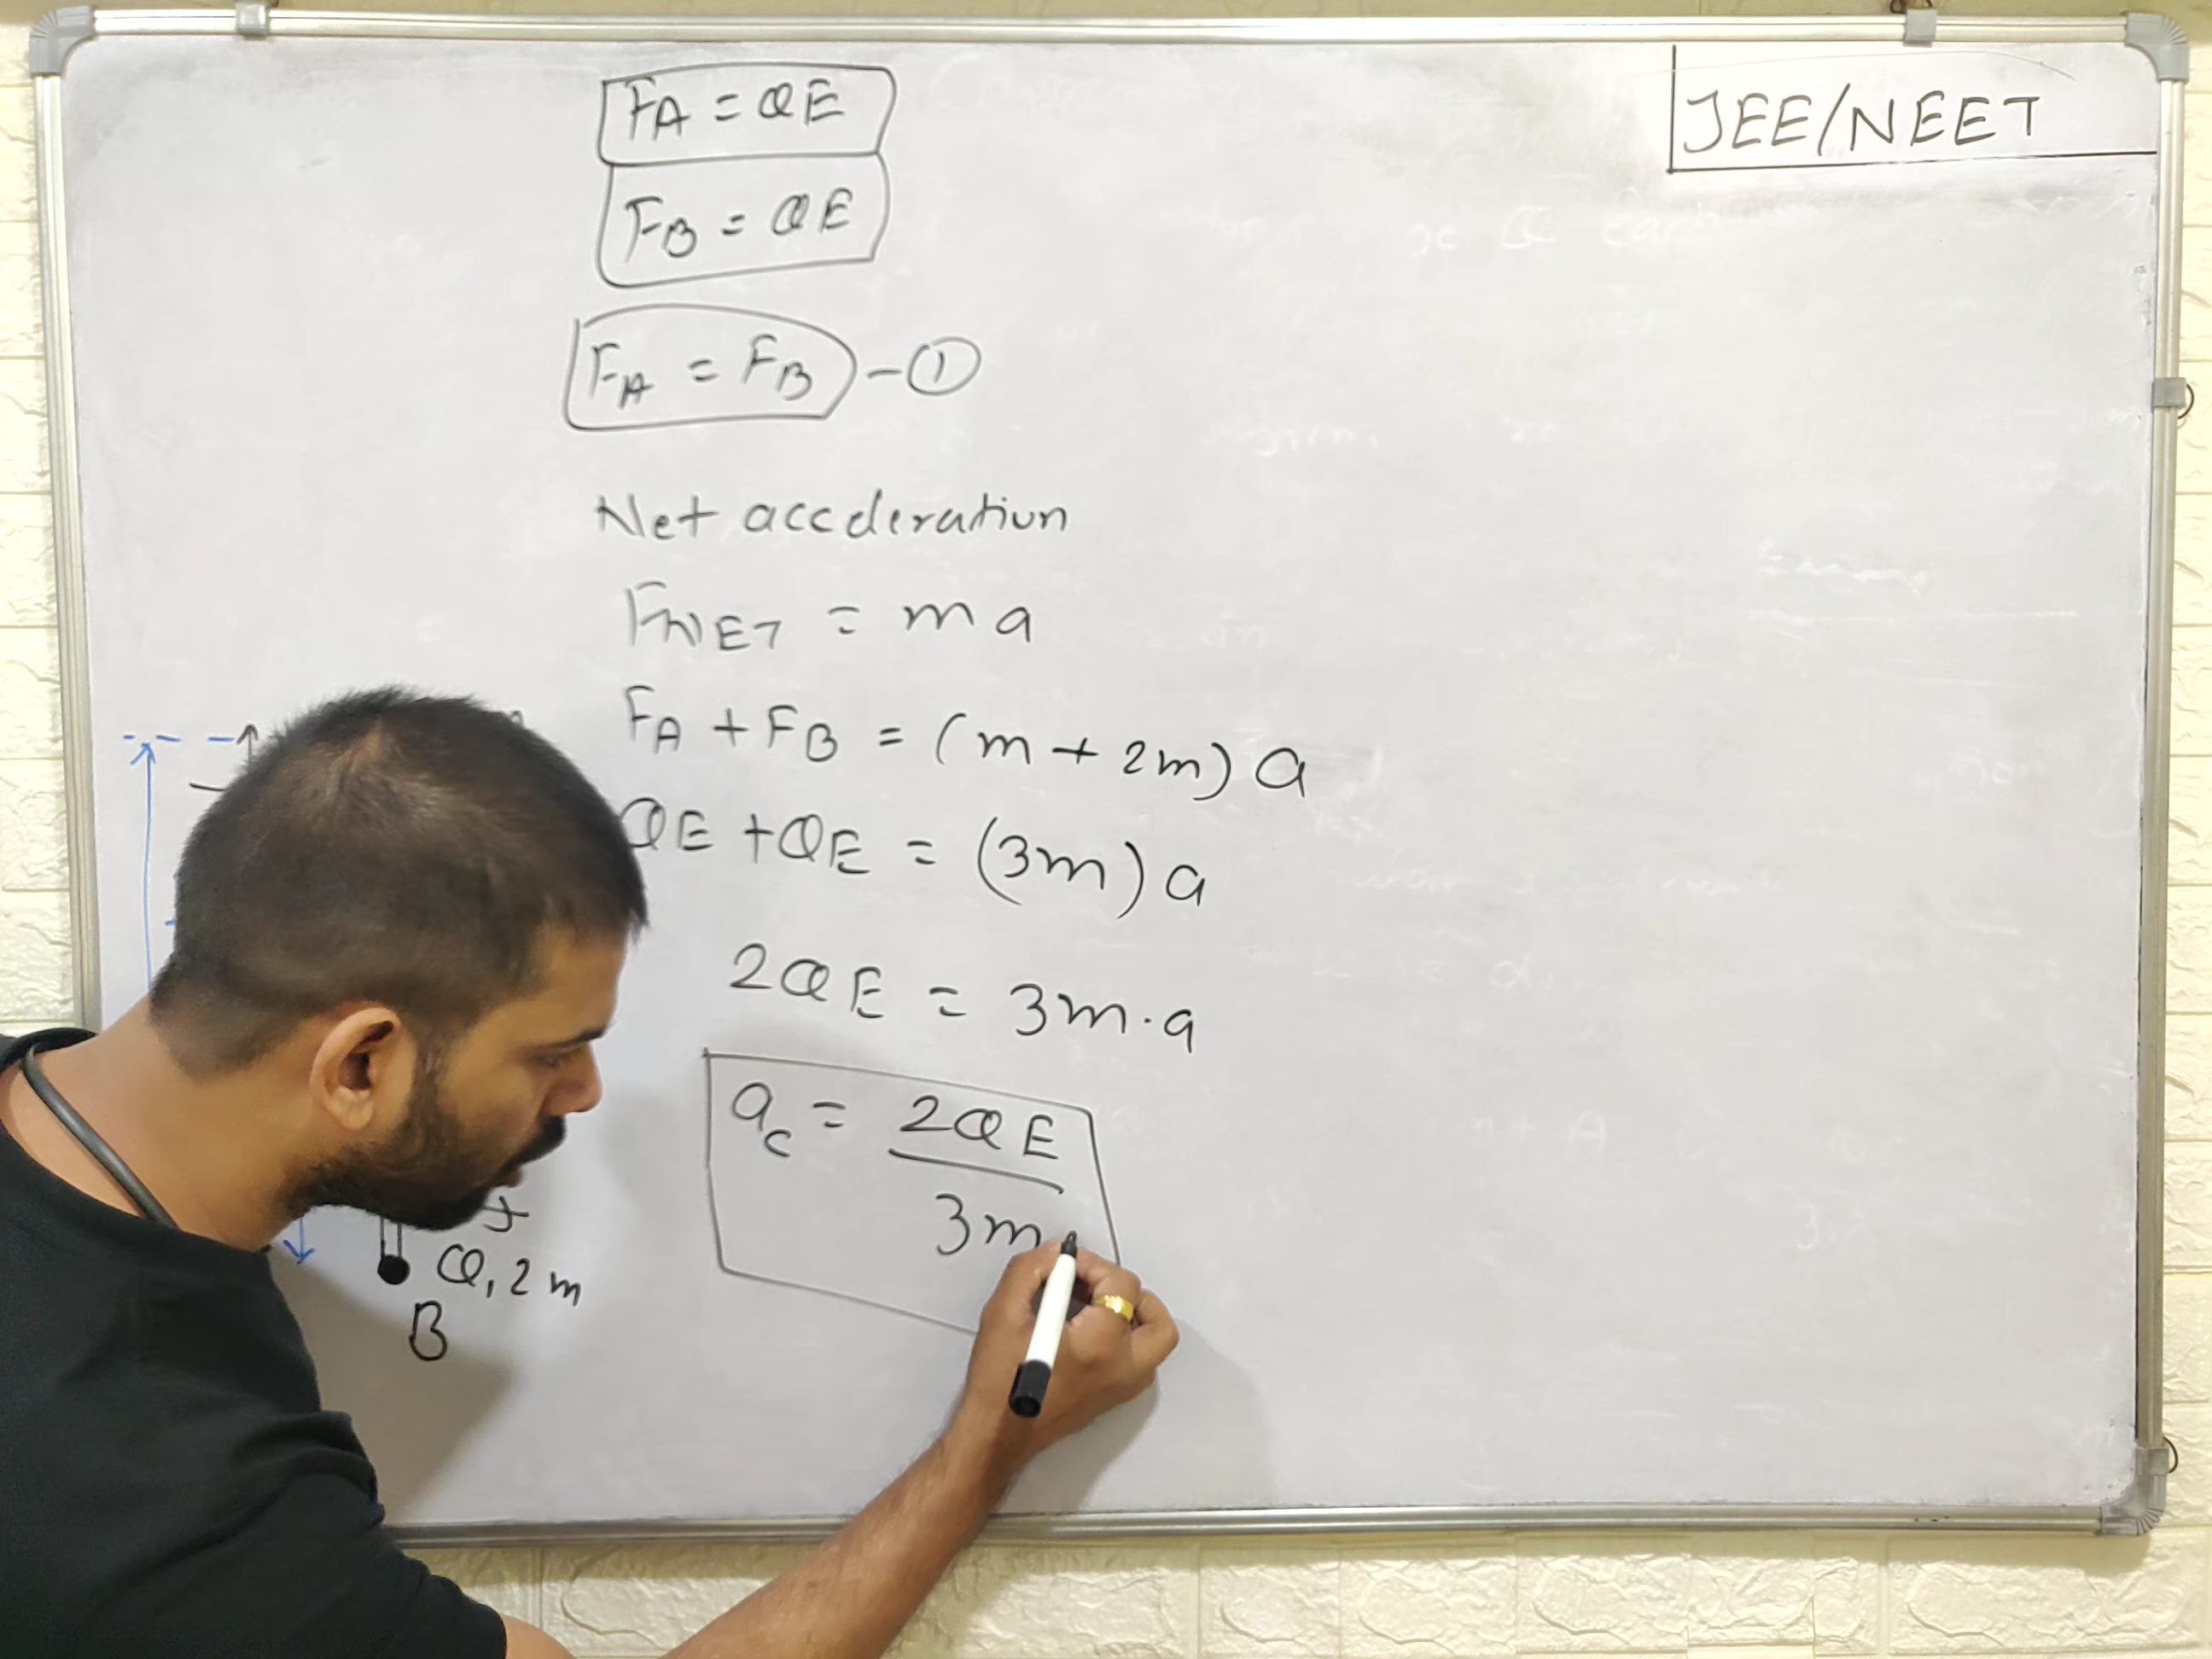 JEE/NEET
FA = QE
FB = QE
FA = FB - ①
Net acceleration
FNET = ma
FA + FB = (m + 2m) a
QE + QE = (3m) a
2QE = 3m.a
ac = 2QE
3m
Q, 2m
B